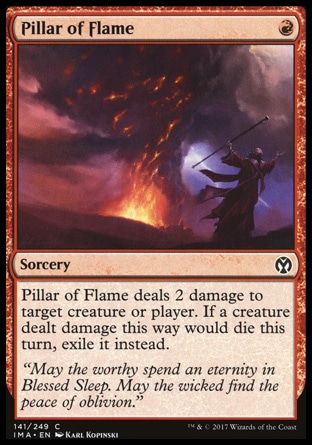 Pillar of Flame
Sorcery
Pillar of Flame deals 2 damage to
target creature or player. If a creature
dealt damage this way would die this
turn, exile it instead.
"May the worthy spend an eternity in
Blessed Sleep. May the wicked find the
peace of oblivion."
141/249 C
IMA • EN Karl Kopinski
™ & © 2017 Wizards of the Coast